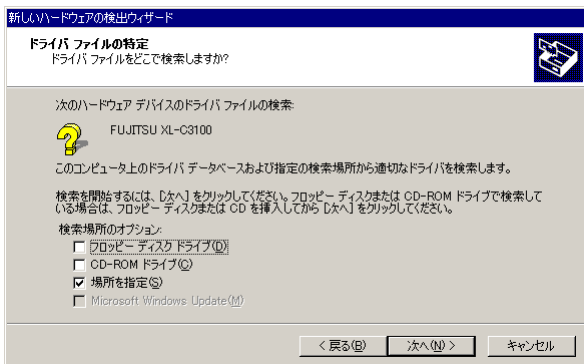 新しいハードウェアの検出ウィザード
ドライバ ファイルの特定
ドライバ ファイルをどこで検索しますか?
次のハードウェア デバイスのドライバ ファイルの検索:
FUJITSU XL-C3100
このコンピュータ上のドライバ データベースおよび指定の検索場所から適切なドライバを検索します。
検索を開始するには、[次へ] をクリックしてください。フロッピー ディスクまたは CD-ROM ドライブで検索して
いる場合は、フロッピー ディスクまたは CD を挿入してから [次へ] をクリックしてください。
検索場所のオプション:
フロッピー ディスク ドライブ(D)
CD-ROM ドライブ(C)
場所を指定(S)
Microsoft Windows Update(M)
< 戻る(B) 次へ(N) > キャンセル